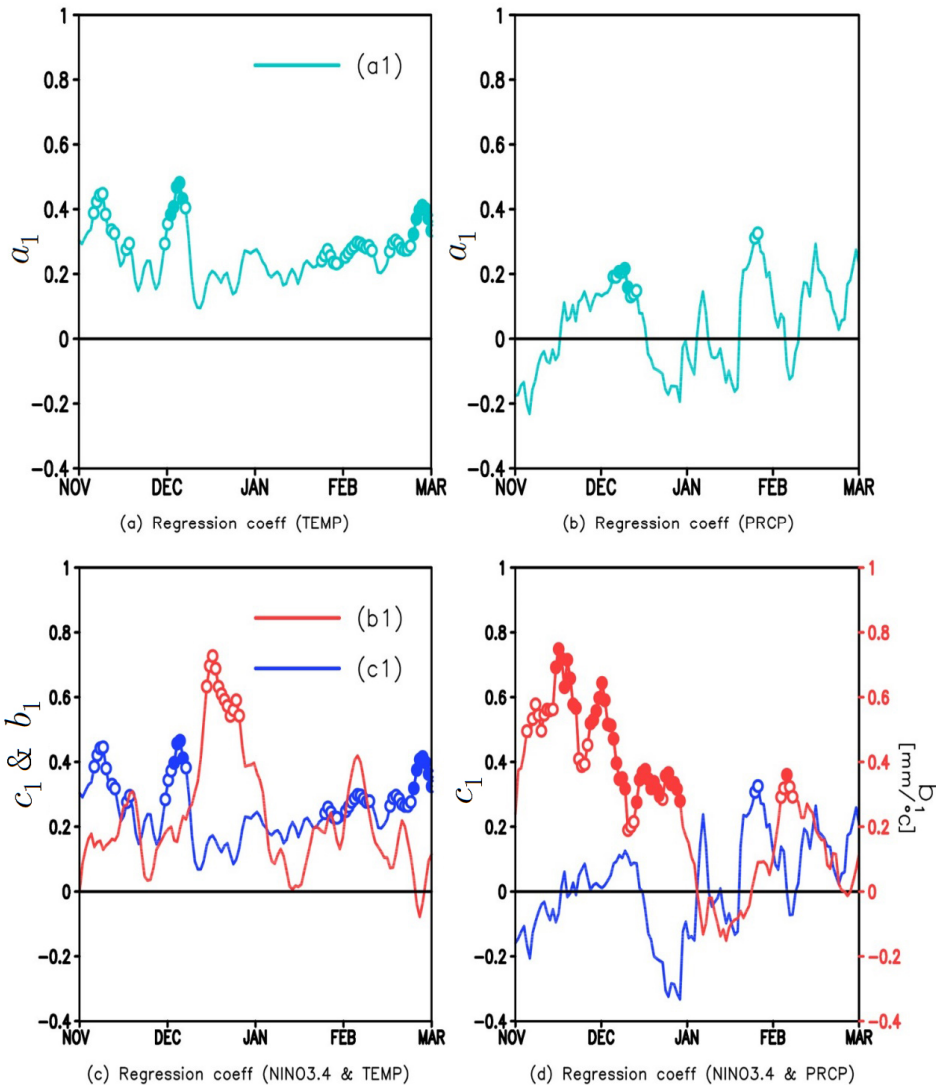 1
0.8
0.6
0.4
0.2
0
-0.2
-0.4
a1
(a1)
NOV DEC JAN FEB MAR
(a) Regression coeff (TEMP)
1
0.8
0.6
0.4
0.2
0
-0.2
-0.4
a1
NOV DEC JAN FEB MAR
(b) Regression coeff (PRCP)
1
0.8
0.6
0.4
0.2
0
-0.2
-0.4
c1 & b1
(b1)
(c1)
NOV DEC JAN FEB MAR
(c) Regression coeff (NINO3.4 & TEMP)
1
0.8
0.6
0.4
0.2
0
-0.2
-0.4
c1
1
0.8
0.6
0.4
0.2
0
-0.2
-0.4
b1
[mm/°c]
NOV DEC JAN FEB MAR
(d) Regression coeff (NINO3.4 & PRCP)